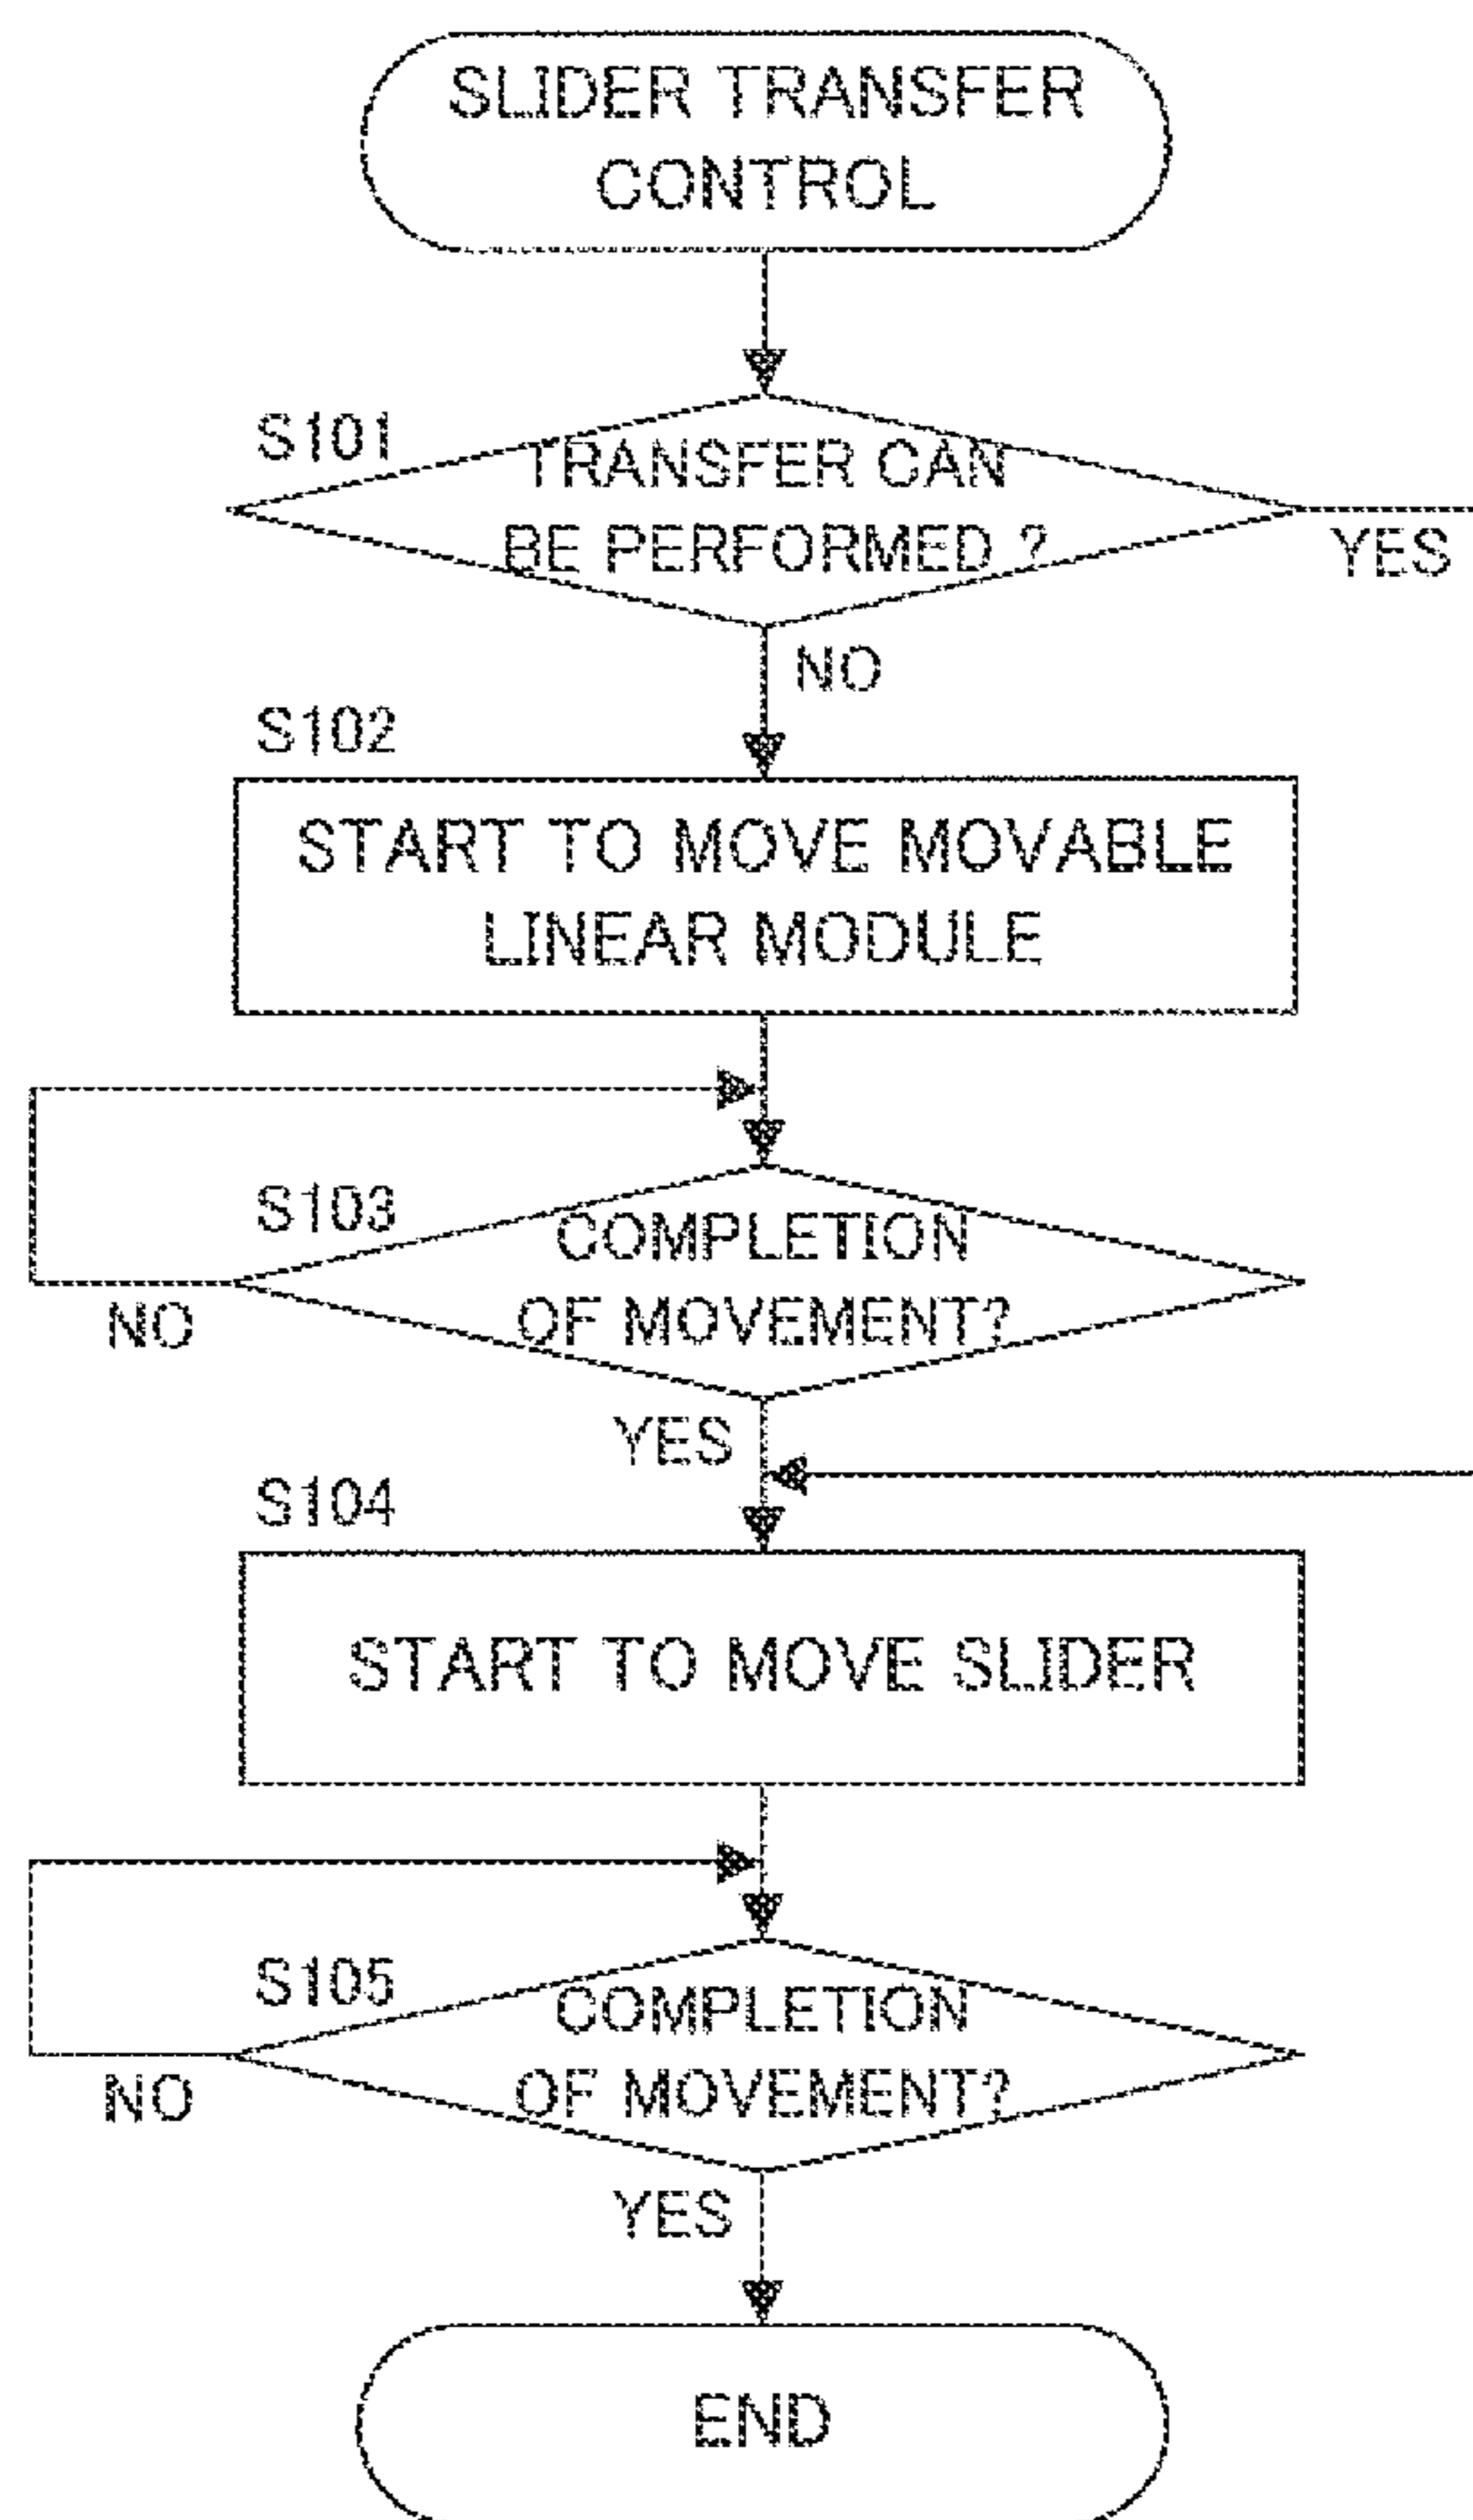 SLIDER TRANSFER
CONTROL
S101
TRANSFER CAN
BE PERFORMED ?
YES
NO
S102
START TO MOVE MOVABLE
LINEAR MODULE
S103
COMPLETION
OF MOVEMENT?
NO
YES
S104
START TO MOVE SLIDER
S105
COMPLETION
OF MOVEMENT?
NO
YES
END